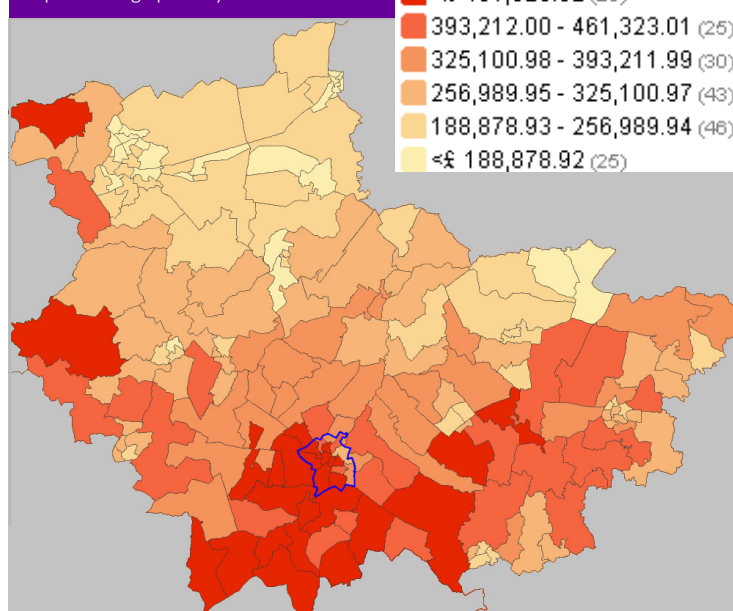 393,212.00 - 461,323.01 (25)
325,100.98 - 393,211.99 (30)
256,989.95 - 325,100.97 (43)
188,878.93 - 256,989.94 (46)
<£ 188,878.92 (25)